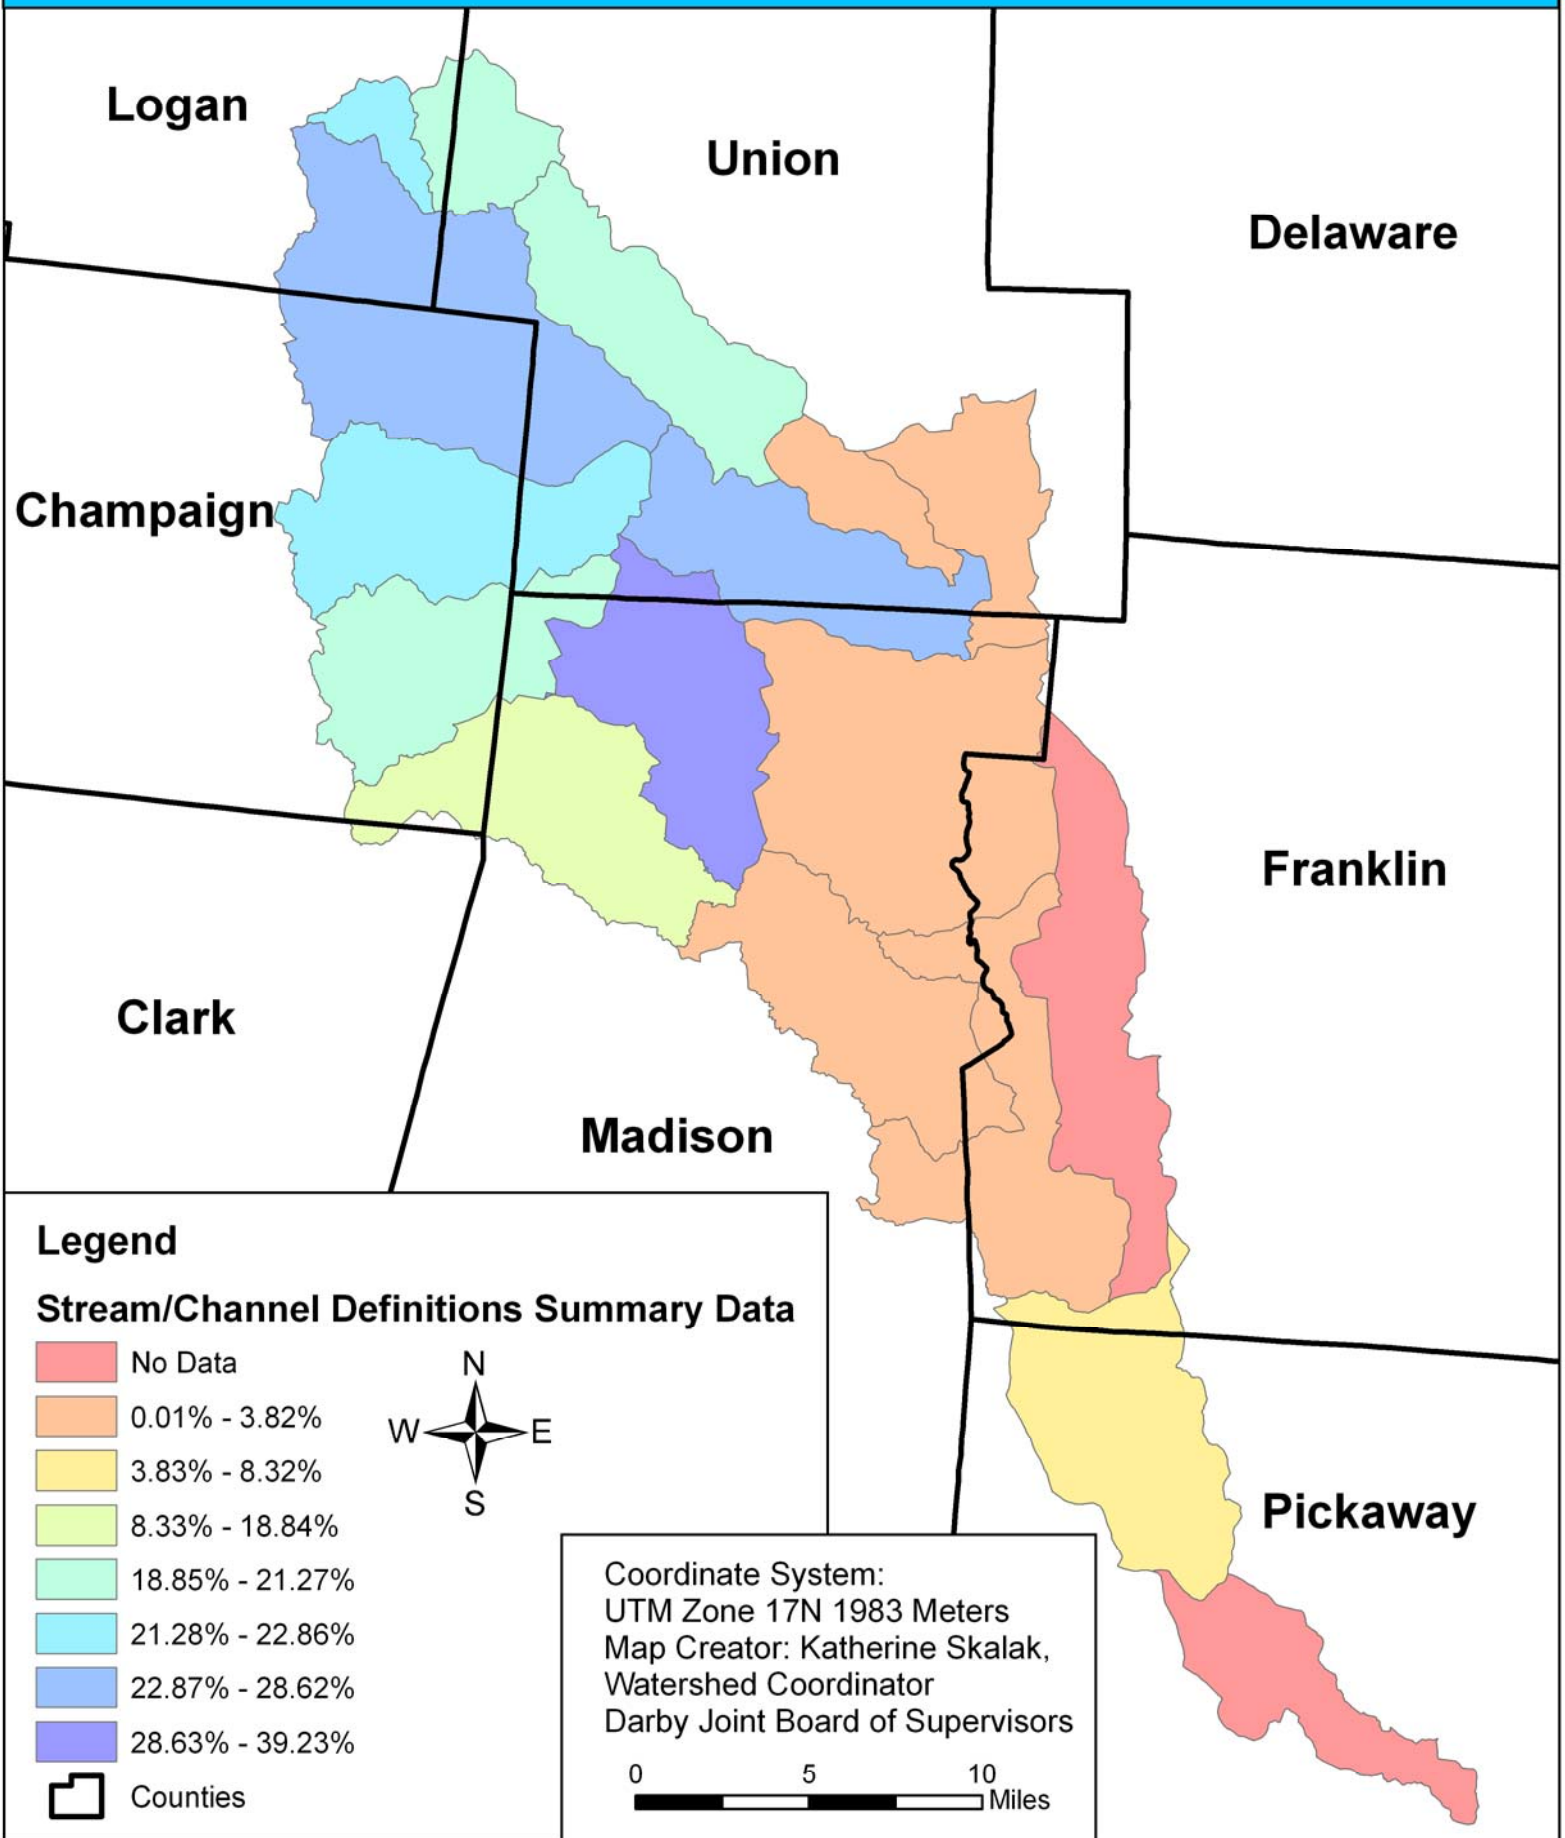 Logan
Union
Delaware
Champaign
Franklin
Clark
Madison
Pickaway
Legend
Stream/Channel Definitions Summary Data
No Data
0.01% - 3.82%
3.83% - 8.32%
8.33% - 18.84%
18.85% - 21.27%
21.28% - 22.86%
22.87% - 28.62%
28.63% - 39.23%
Counties
N
W E
S
Coordinate System:
UTM Zone 17N 1983 Meters
Map Creator: Katherine Skalak,
Watershed Coordinator
Darby Joint Board of Supervisors
0 5 10
Miles